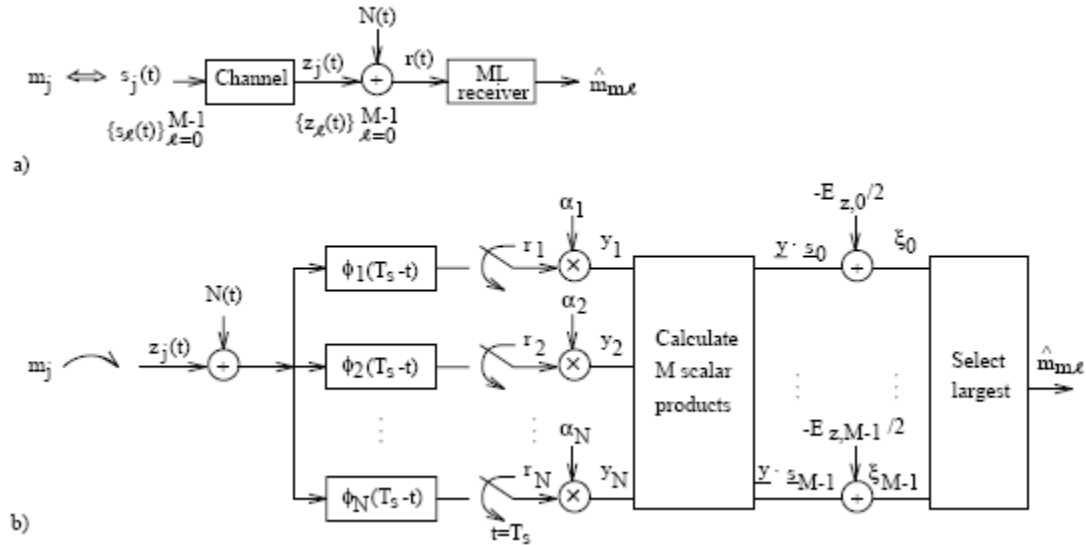 a)
N(t)
m_j ⇔ s_j(t) Channel z_j(t) + r(t) ML receiver m̂_{m,ℓ}
{s_ℓ(t)}_{ℓ=0}^{M-1} {z_ℓ(t)}_{ℓ=0}^{M-1}
b)
m_j z_j(t) N(t) +
ϕ_1(T_s-t) r_1 α_1 × y_1
ϕ_2(T_s-t) r_2 α_2 × y_2
⋮ ⋮
ϕ_N(T_s-t) r_N α_N × y_N
t=T_s
Calculate
M scalar
products
y · s_0 -E_{z,0}/2 + ξ_0
⋮ ⋮
y · s_{M-1} -E_{z,M-1}/2 + ξ_{M-1}
Select
largest
m̂_{m,ℓ}